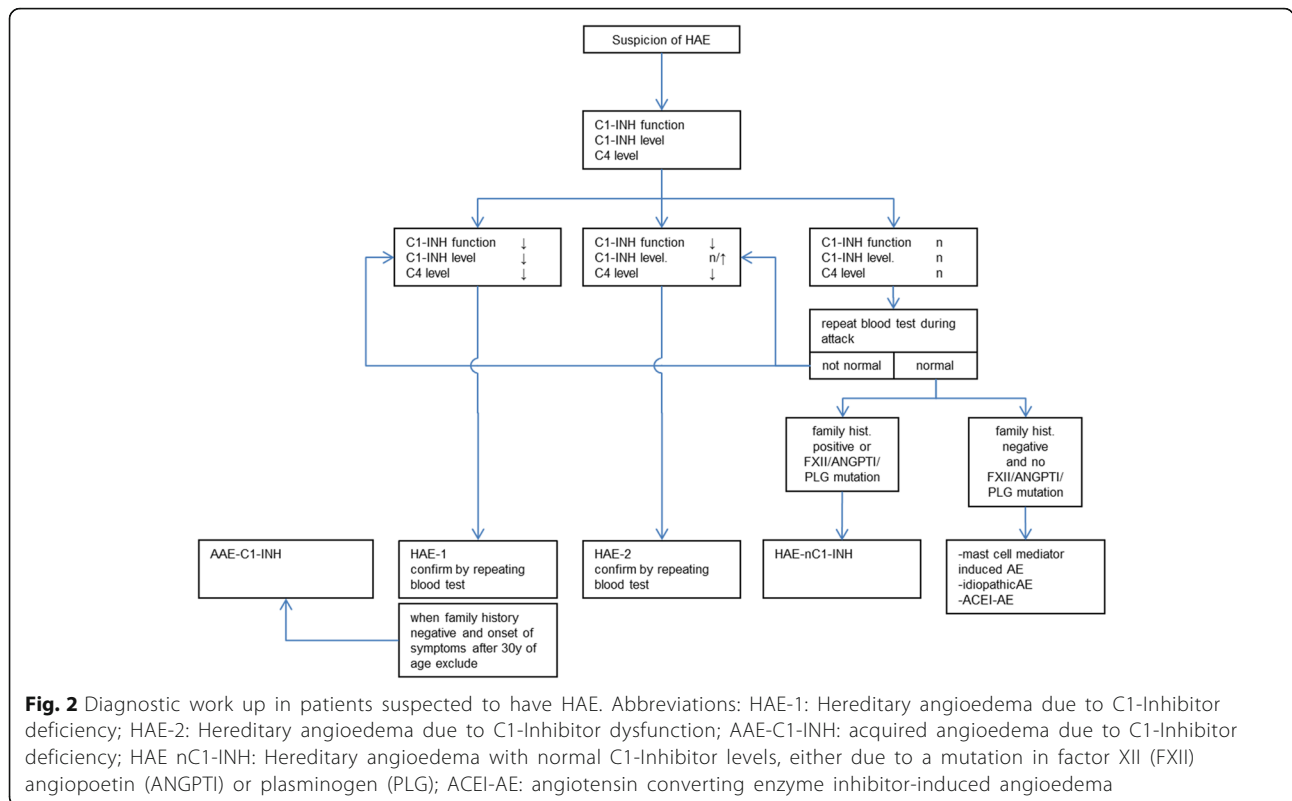 Suspicion of HAE
C1-INH function
C1-INH level
C4 level
C1-INH function ↓
C1-INH level ↓
C4 level ↓
C1-INH function ↓
C1-INH level. n/↑
C4 level ↓
C1-INH function n
C1-INH level. n
C4 level n
repeat blood test during
attack
not normal normal
family hist.
positive or
FXII/ANGPTI/
PLG mutation
family hist.
negative
and no
FXII/ANGPTI/
PLG mutation
AAE-C1-INH
HAE-1
confirm by repeating
blood test
HAE-2
confirm by repeating
blood test
HAE-nC1-INH
-mast cell mediator
induced AE
-idiopathicAE
-ACEI-AE
when family history
negative and onset of
symptoms after 30y of
age exclude
Fig. 2 Diagnostic work up in patients suspected to have HAE. Abbreviations: HAE-1: Hereditary angioedema due to C1-Inhibitor
deficiency; HAE-2: Hereditary angioedema due to C1-Inhibitor dysfunction; AAE-C1-INH: acquired angioedema due to C1-Inhibitor
deficiency; HAE nC1-INH: Hereditary angioedema with normal C1-Inhibitor levels, either due to a mutation in factor XII (FXII)
angiopoetin (ANGPTI) or plasminogen (PLG); ACEI-AE: angiotensin converting enzyme inhibitor-induced angioedema